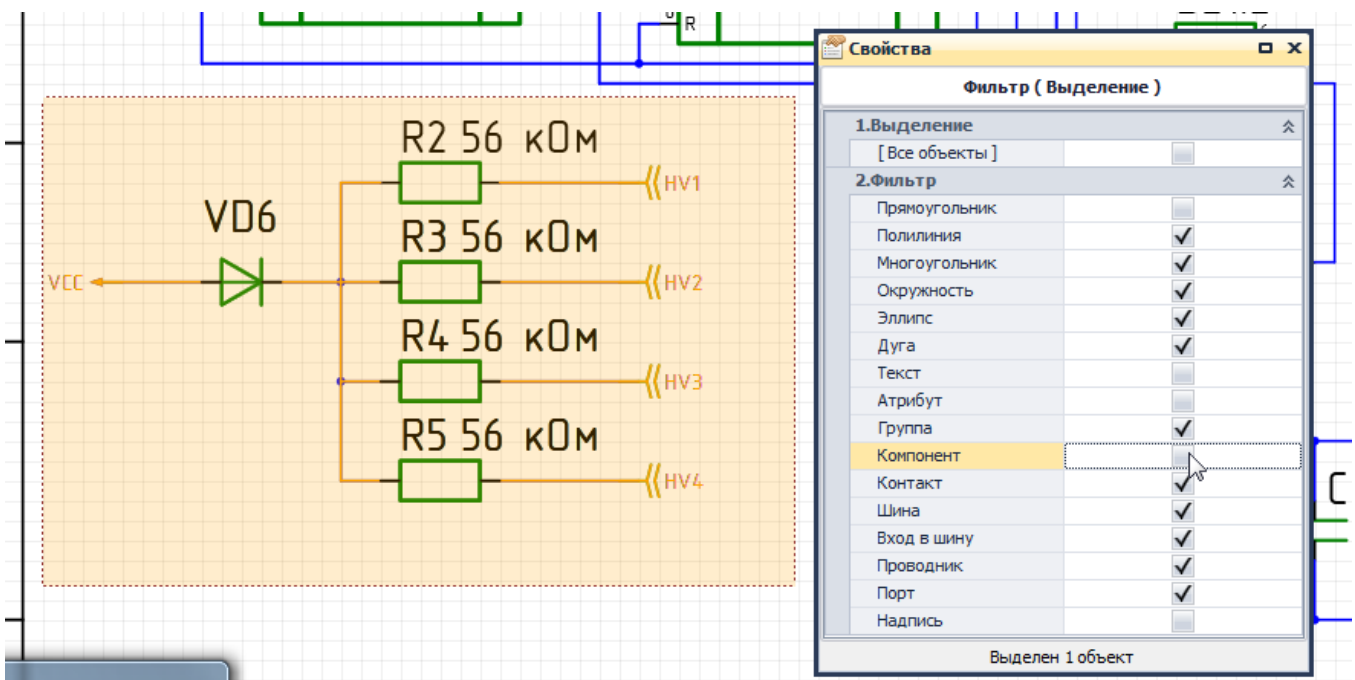 R
R2 56 кОм
HV1
VD6
R3 56 кОм
VCC
HV2
R4 56 кОм
HV3
R5 56 кОм
HV4
Свойства
Фильтр ( Выделение )
1.Выделение
[ Все объекты ]
2.Фильтр
Прямоугольник
Полилиния
Многоугольник
Окружность
Эллипс
Дуга
Текст
Атрибут
Группа
Компонент
Контакт
Шина
Вход в шину
Проводник
Порт
Надпись
Выделен 1 объект